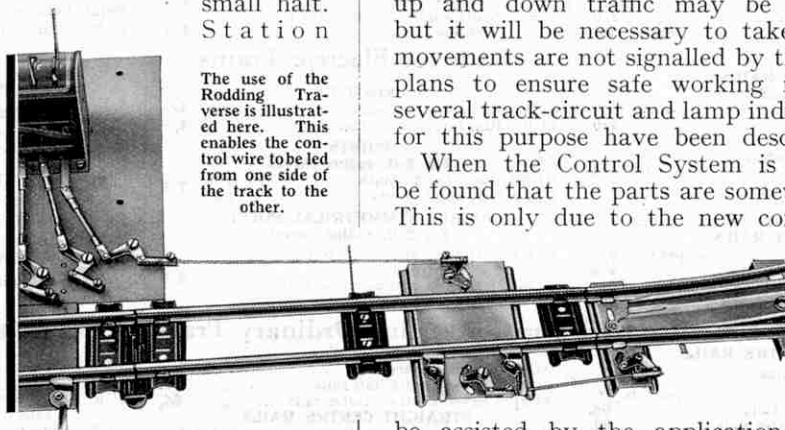 small halt.
Station
The use of the
Rodding Tra-
verse is illustrat-
ed here. This
enables the con-
trol wire to be led
from one side of
the track to the
other.
up and down traffic may be
but it will be necessary to take
movements are not signalled by
plans to ensure safe working
several track-circuit and lamp
for this purpose have been
When the Control System is
be found that the parts are
This is only due to the new
be assisted by the application